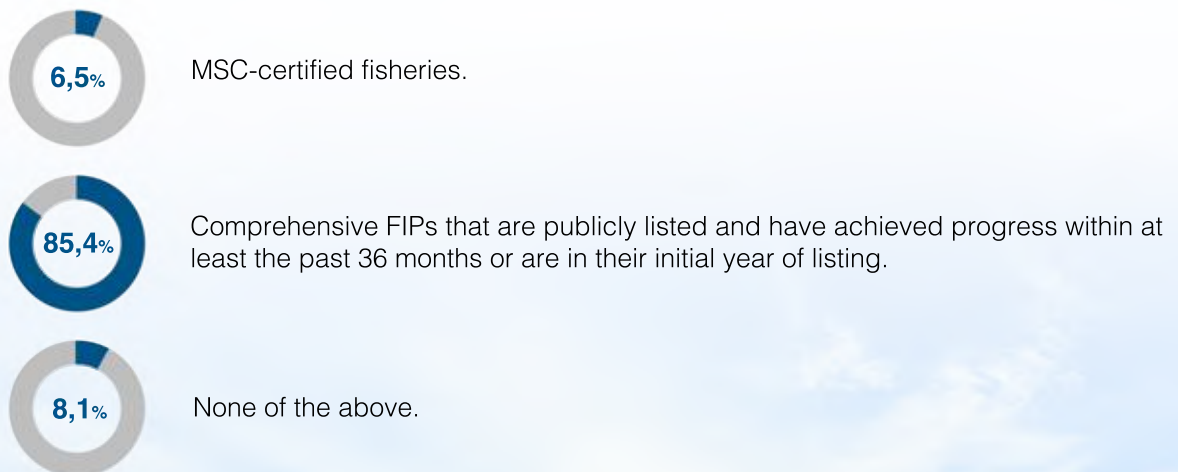 6,5%
MSC-certified fisheries.
85,4%
Comprehensive FIPs that are publicly listed and have achieved progress within at
least the past 36 months or are in their initial year of listing.
8,1%
None of the above.